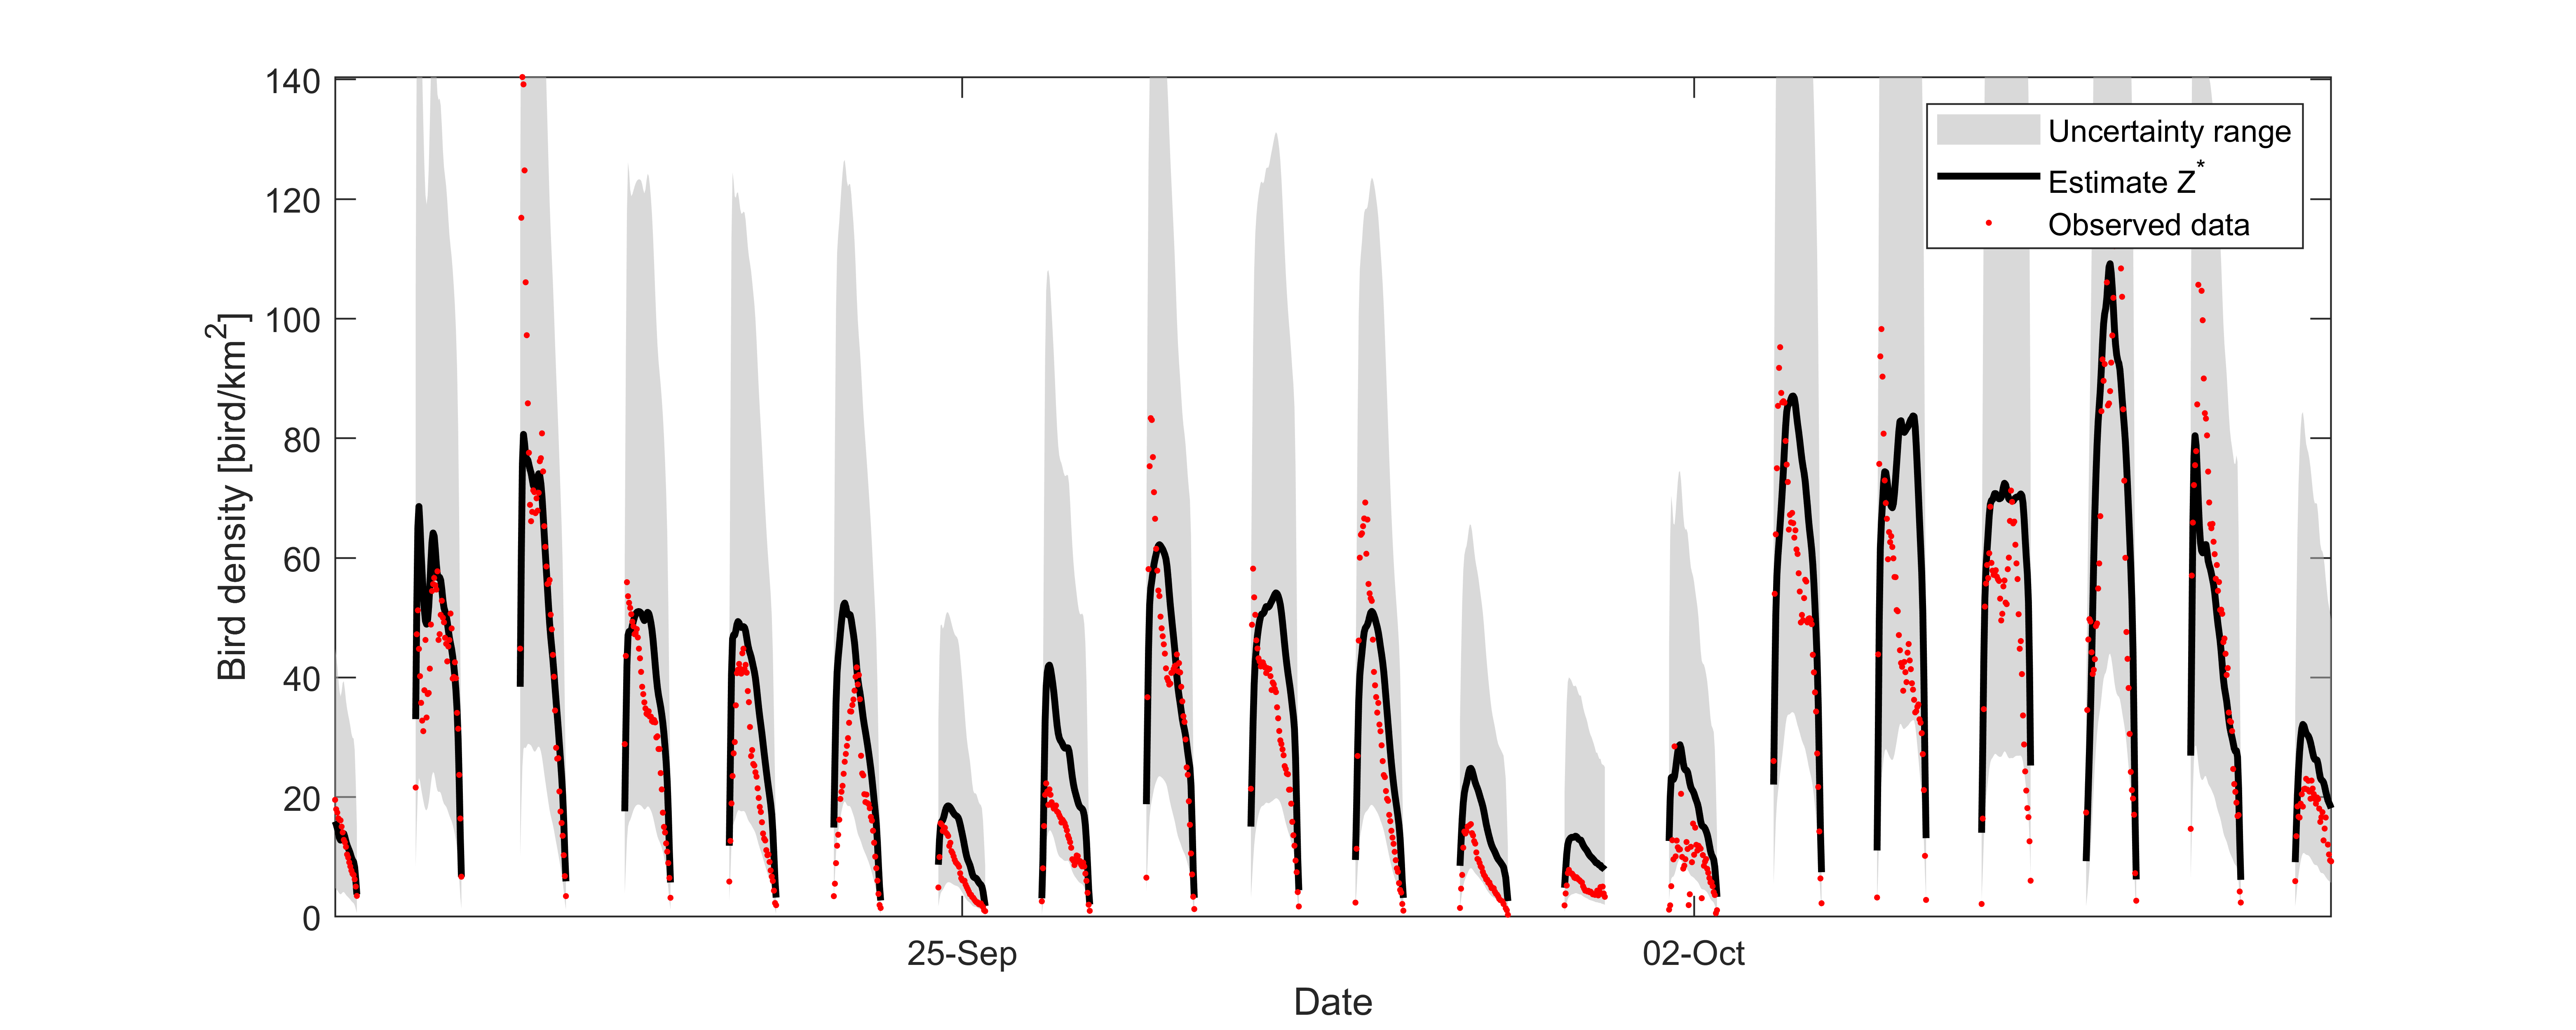 Bird density [bird/km²]
140
120
100
80
60
40
20
0
Uncertainty range
Estimate Z*
Observed data
25-Sep
02-Oct
Date